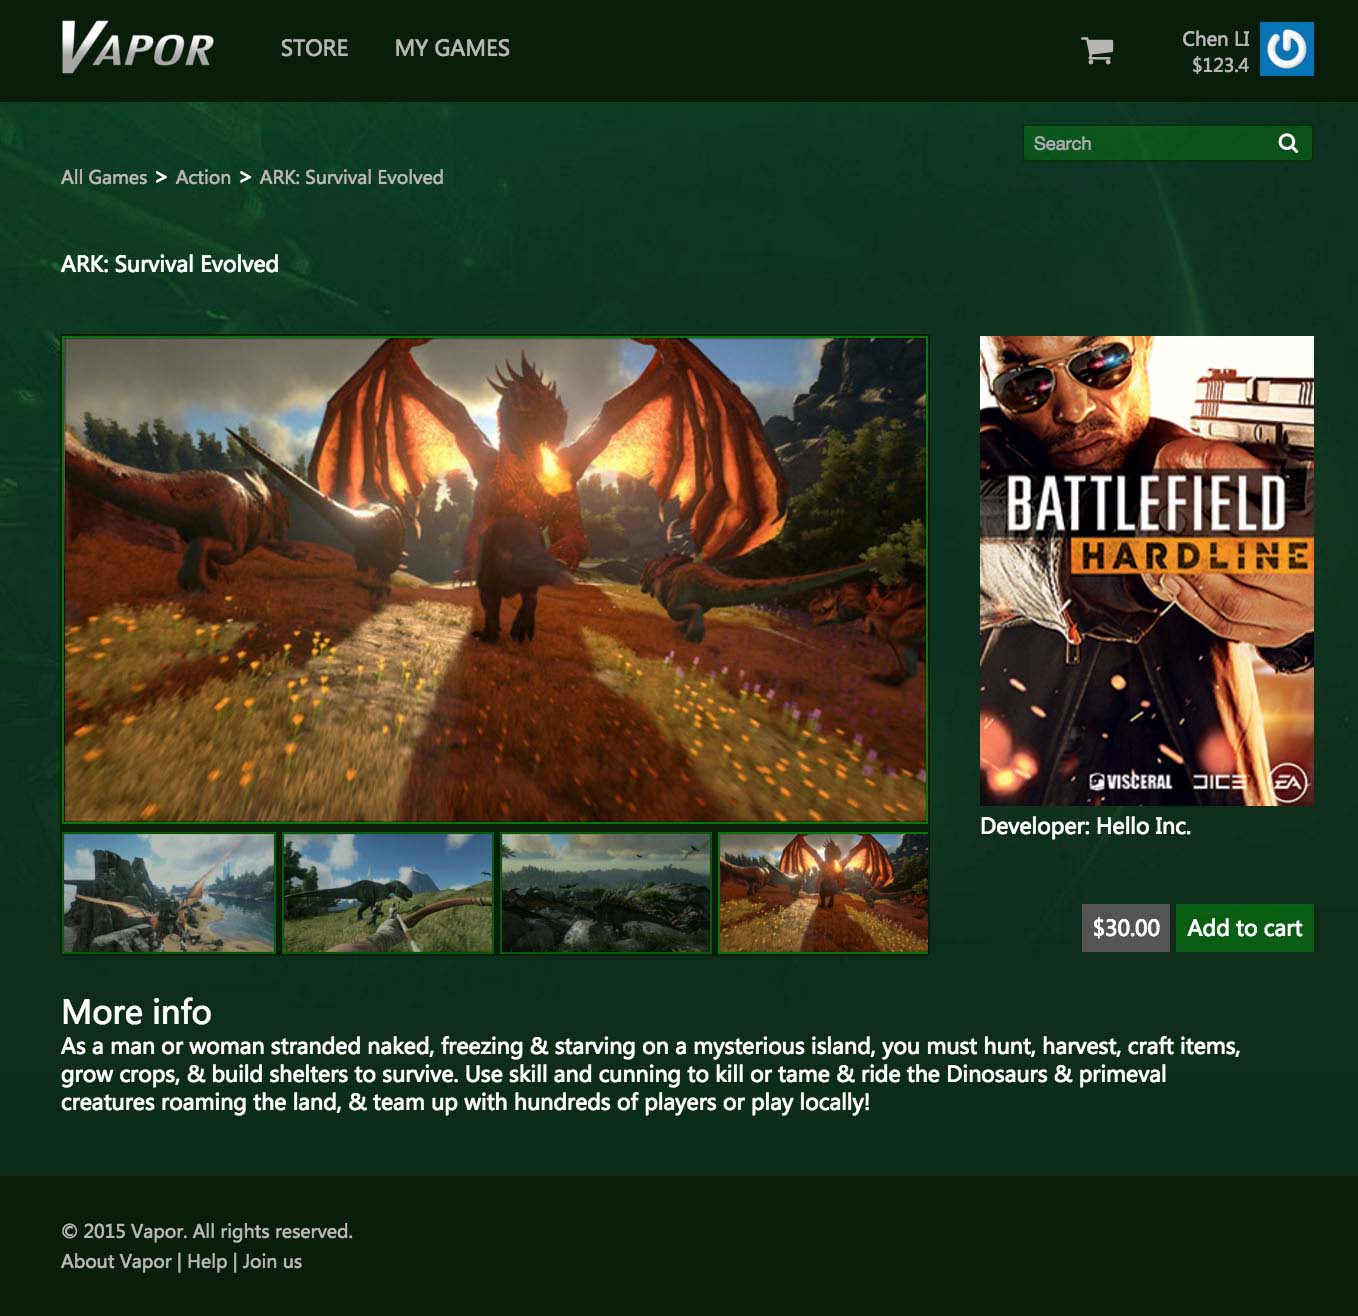 VAPOR
STORE
MY GAMES
Chen LI
$123.4
Search
All Games > Action > ARK: Survival Evolved
ARK: Survival Evolved
BATTLEFIELD
HARDLINE
VISCERAL
DICE
EA
Developer: Hello Inc.
$30.00
Add to cart
More info
As a man or woman stranded naked, freezing & starving on a mysterious island, you must hunt, harvest, craft items,
grow crops, & build shelters to survive. Use skill and cunning to kill or tame & ride the Dinosaurs & primeval
creatures roaming the land, & team up with hundreds of players or play locally!
© 2015 Vapor. All rights reserved.
About Vapor | Help | Join us